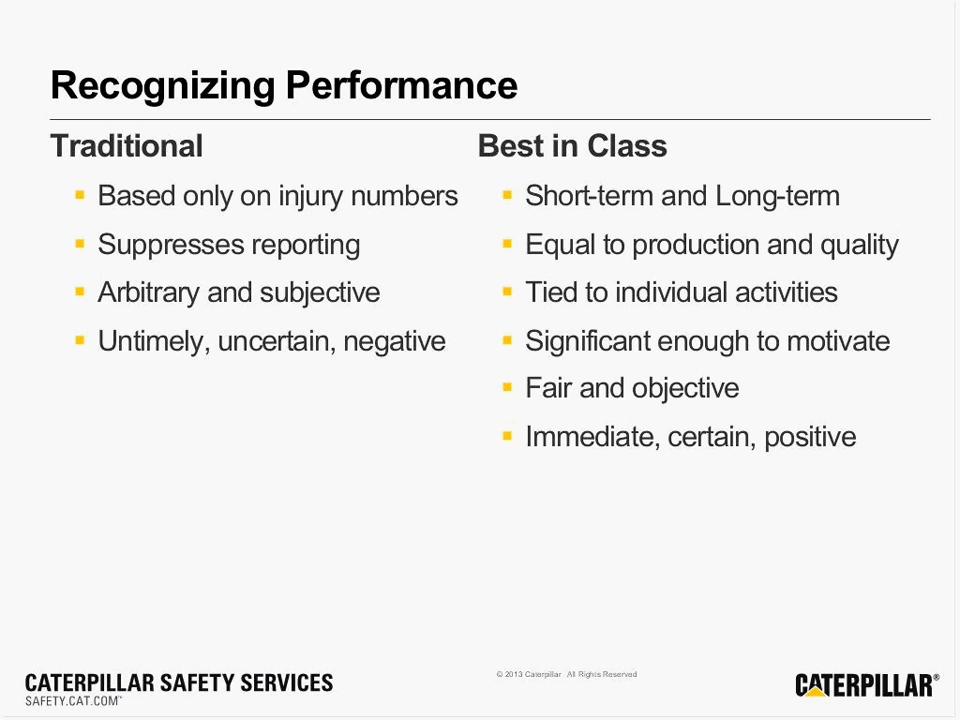 Recognizing Performance
Traditional
Based only on injury numbers
Suppresses reporting
Arbitrary and subjective
Untimely, uncertain, negative
Best in Class
Short-term and Long-term
Equal to production and quality
Tied to individual activities
Significant enough to motivate
Fair and objective
Immediate, certain, positive
CATERPILLAR SAFETY SERVICES
SAFETY.CAT.COM™
© 2013 Caterpillar All Rights Reserved
CATERPILLAR®